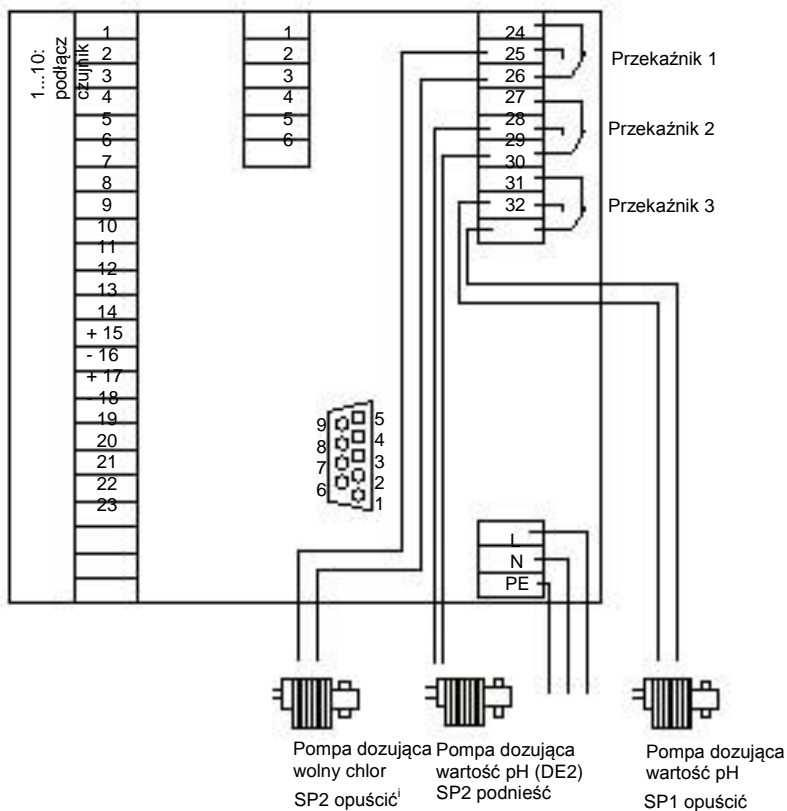 1...10:
podłącz
czujnik
1
2
3
4
5
6
7
8
9
10
11
12
13
14
+ 15
- 16
+ 17
- 18
19
20
21
22
23
1
2
3
4
5
6
24
25
26
27
28
29
30
31
32
Przekaźnik 1
Przekaźnik 2
Przekaźnik 3
9
8
7
6
5
4
3
2
1
L
N
PE
Pompa dozująca
wolny chlor
SP2 opuścićⁱ
Pompa dozująca
wartość pH (DE2)
SP2 podnieść
Pompa dozująca
wartość pH
SP1 opuścić